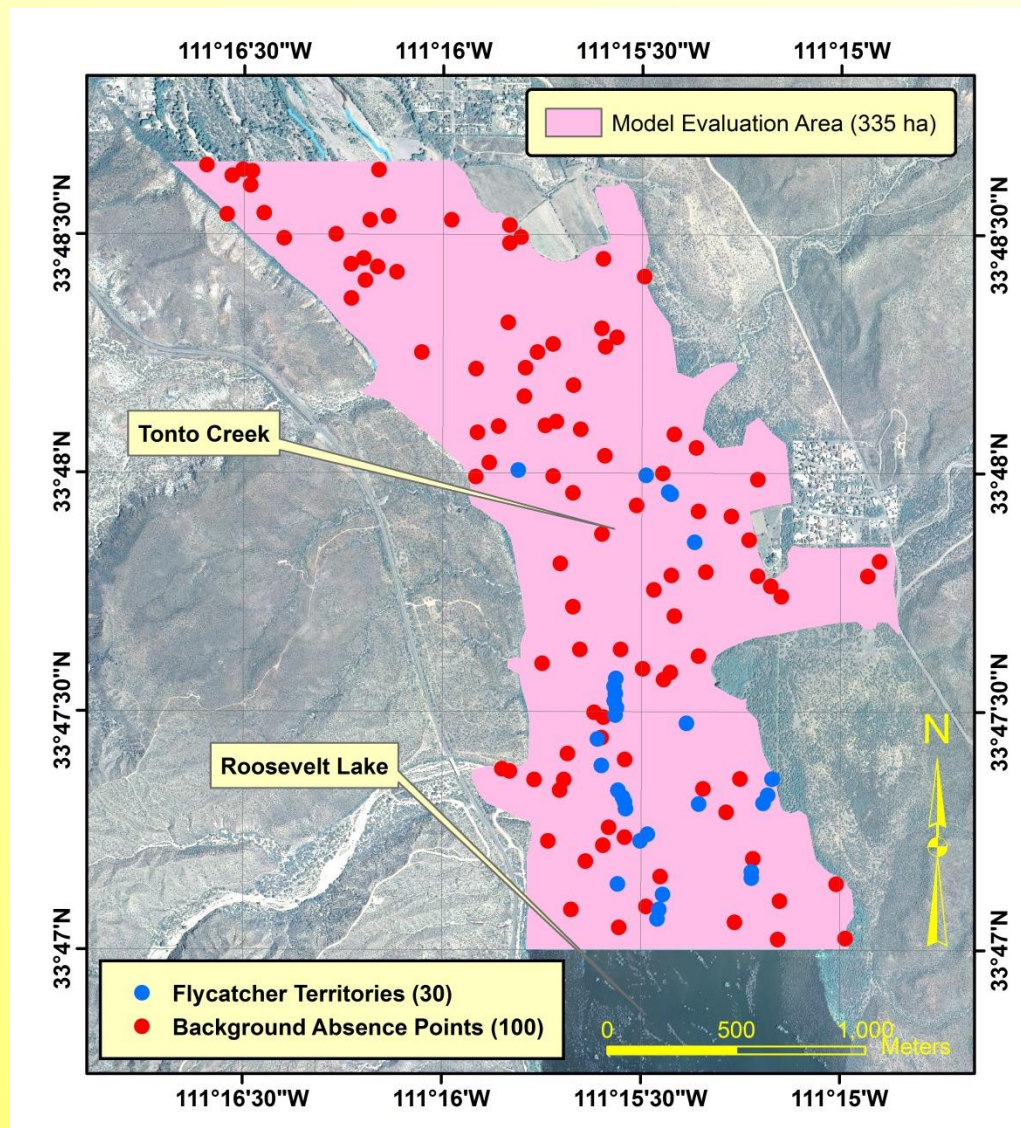 111°16'30"W 111°16'W 111°15'30"W 111°15'W
Model Evaluation Area (335 ha)
33°48'30"N 33°48'30"N
Tonto Creek
33°48'N 33°48'N
33°47'30"N 33°47'30"N
N
Roosevelt Lake
33°47'N 33°47'N
Flycatcher Territories (30)
Background Absence Points (100)
0 500 1,000
Meters
111°16'30"W 111°16'W 111°15'30"W 111°15'W